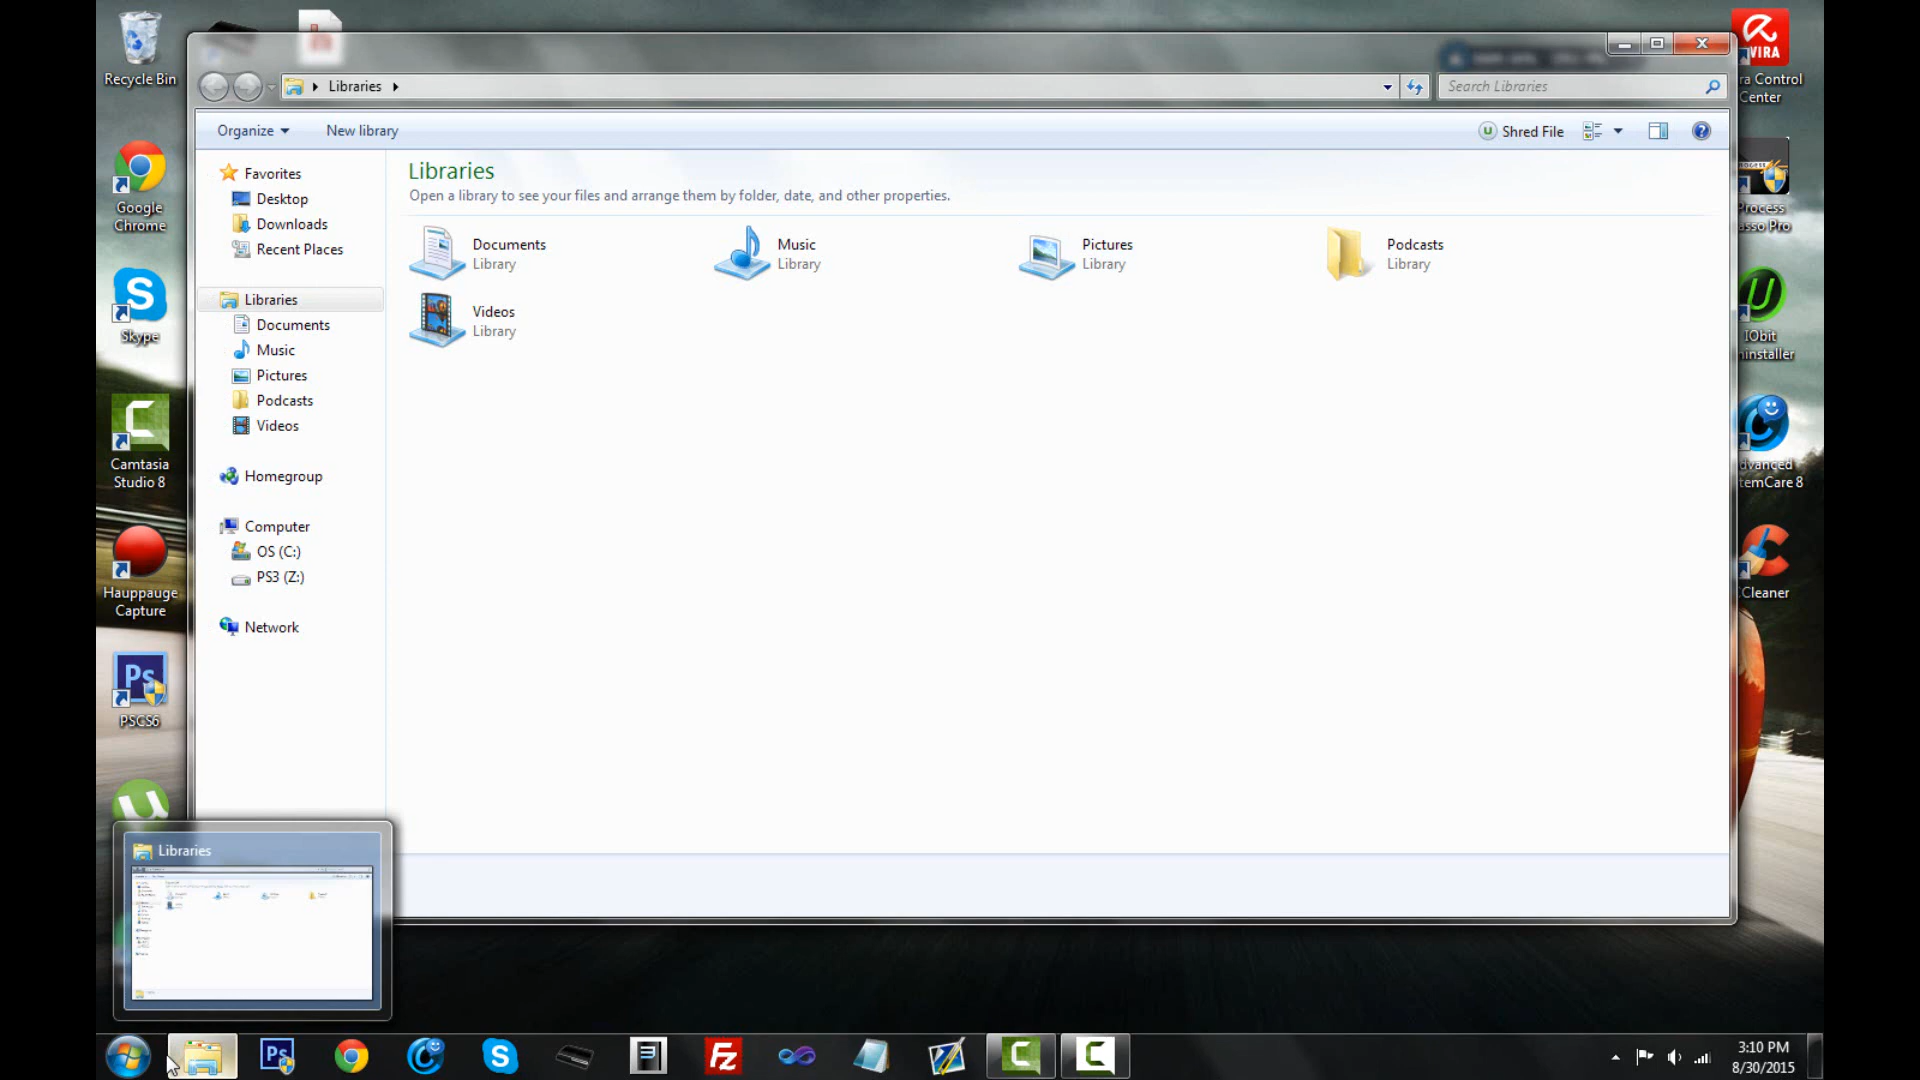 Recycle Bin
Google
Chrome
Skype
Camtasia
Studio 8
Hauppauge
Capture
PSCS6
Libraries
Search Libraries
Organize
New library
Shred File
Favorites
Desktop
Downloads
Recent Places
Libraries
Documents
Music
Pictures
Podcasts
Videos
Homegroup
Computer
OS (C:)
PS3 (Z:)
Network
Libraries
Open a library to see your files and arrange them by folder, date, and other properties.
Documents
Library
Music
Library
Pictures
Library
Podcasts
Library
Videos
Library
VIRA
ra Control
Center
Process
asso Pro
IObit
ninstaller
dvanced
temCare 8
CCleaner
Libraries
3:10 PM
8/30/2015